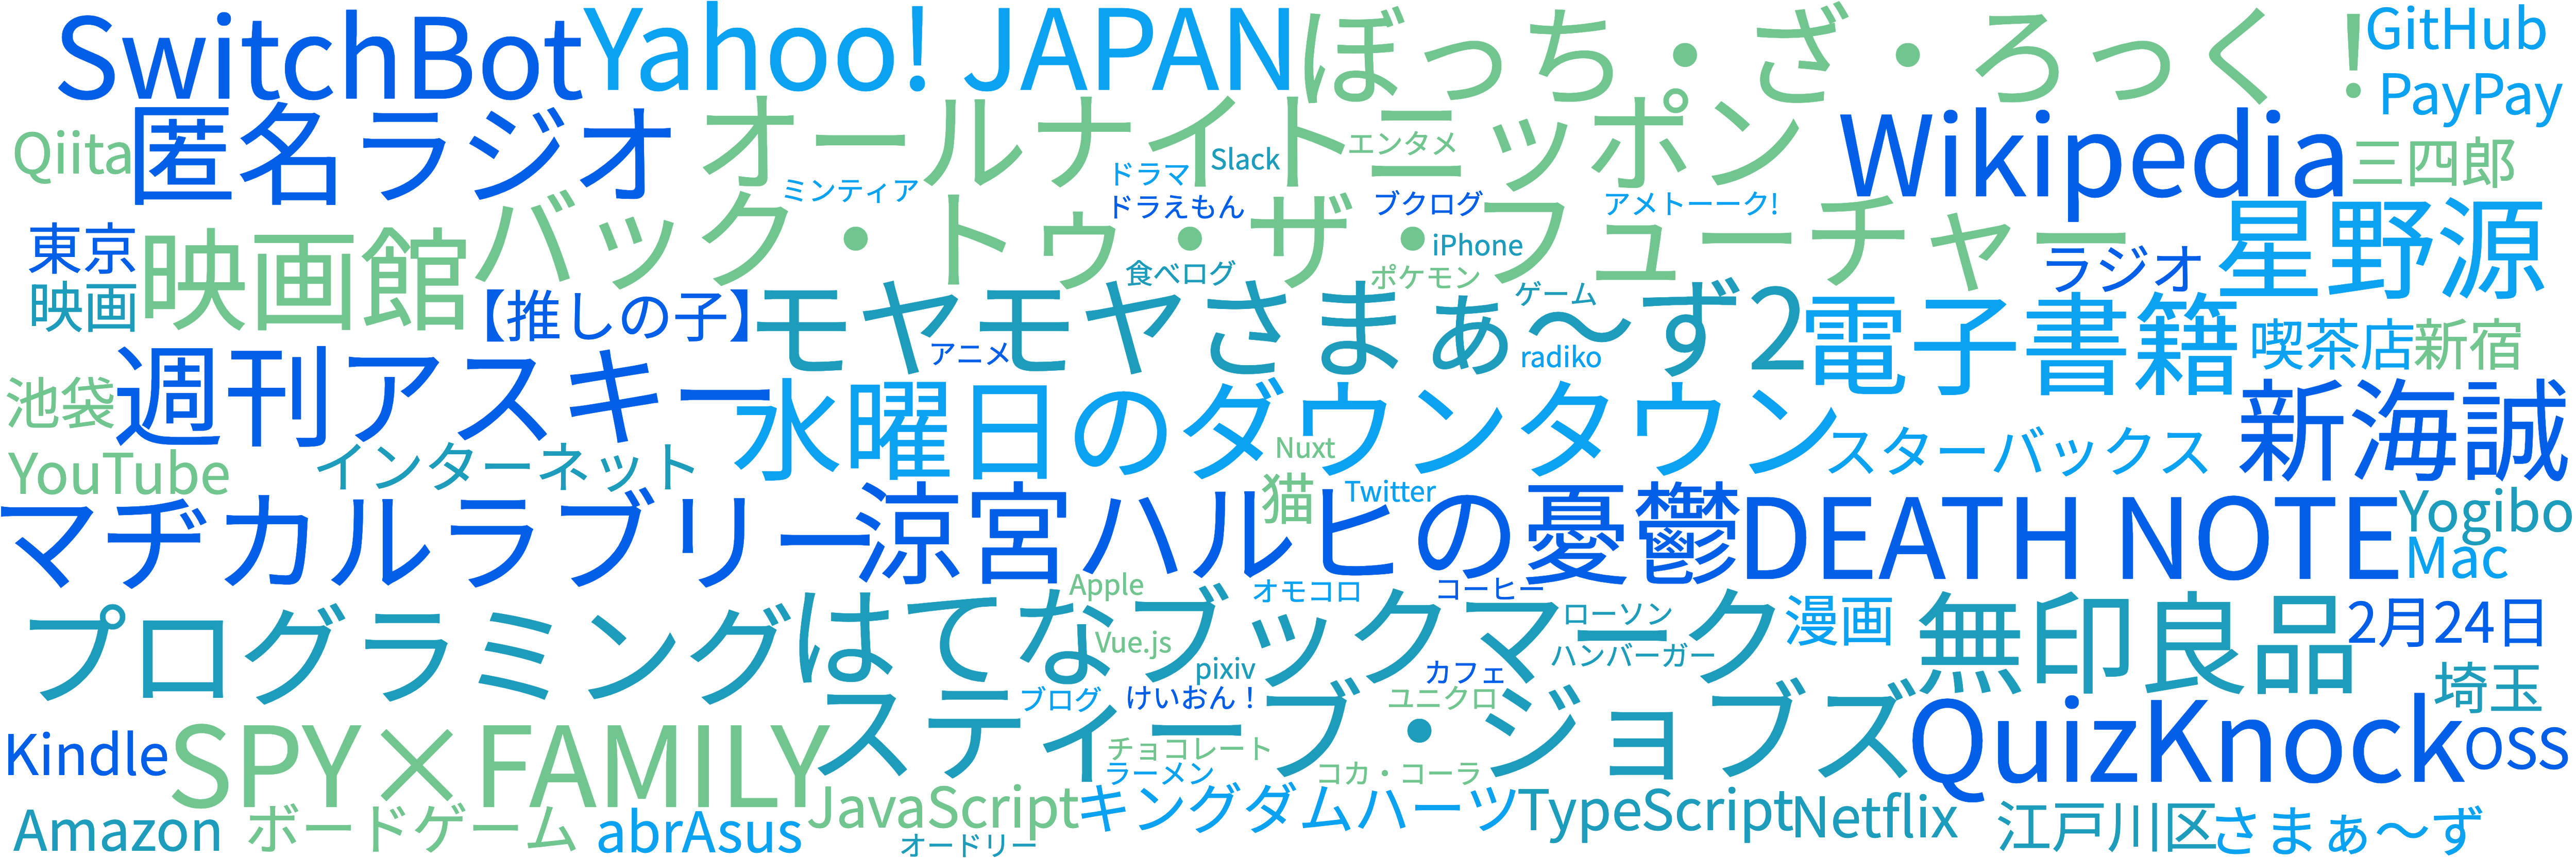 SwitchBot
Yahoo! JAPAN
ぼっち・ざ・ろっく！
GitHub
PayPay
Qiita
匿名ラジオ
オールナイトニッポン
エンタメ
Slack
ドラマ
Wikipedia
三四郎
ミンティア
ドラえもん
ブクログ
アメトーーク!
東京
映画館
バック・トゥ・ザ・フューチャー
iPhone
ラジオ
星野源
映画
食べログ
ポケモン
【推しの子】
モヤモヤさまぁ〜ず2
ゲーム
電子書籍
喫茶店
新宿
アニメ
radiko
池袋
週刊アスキー
水曜日のダウンタウン
新海誠
YouTube
インターネット
Nuxt
スターバックス
マヂカルラブリー
涼宮ハルヒの憂鬱
猫
Twitter
DEATH NOTE
Yogibo
Mac
Apple
オモコロ
コーヒー
プログラミング
はてなブックマーク
ローソン
漫画
無印良品
2月24日
Vue.js
ハンバーガー
pixiv
カフェ
埼玉
ブログ
けいおん！
ユニクロ
Kindle
SPY×FAMILY
スティーブ・ジョブズ
QuizKnock
OSS
チョコレート
ラーメン
コカ・コーラ
Amazon
ボードゲーム
abrAsus
JavaScript
キングダムハーツ
TypeScript
Netflix
江戸川区
さまぁ〜ず
オードリー